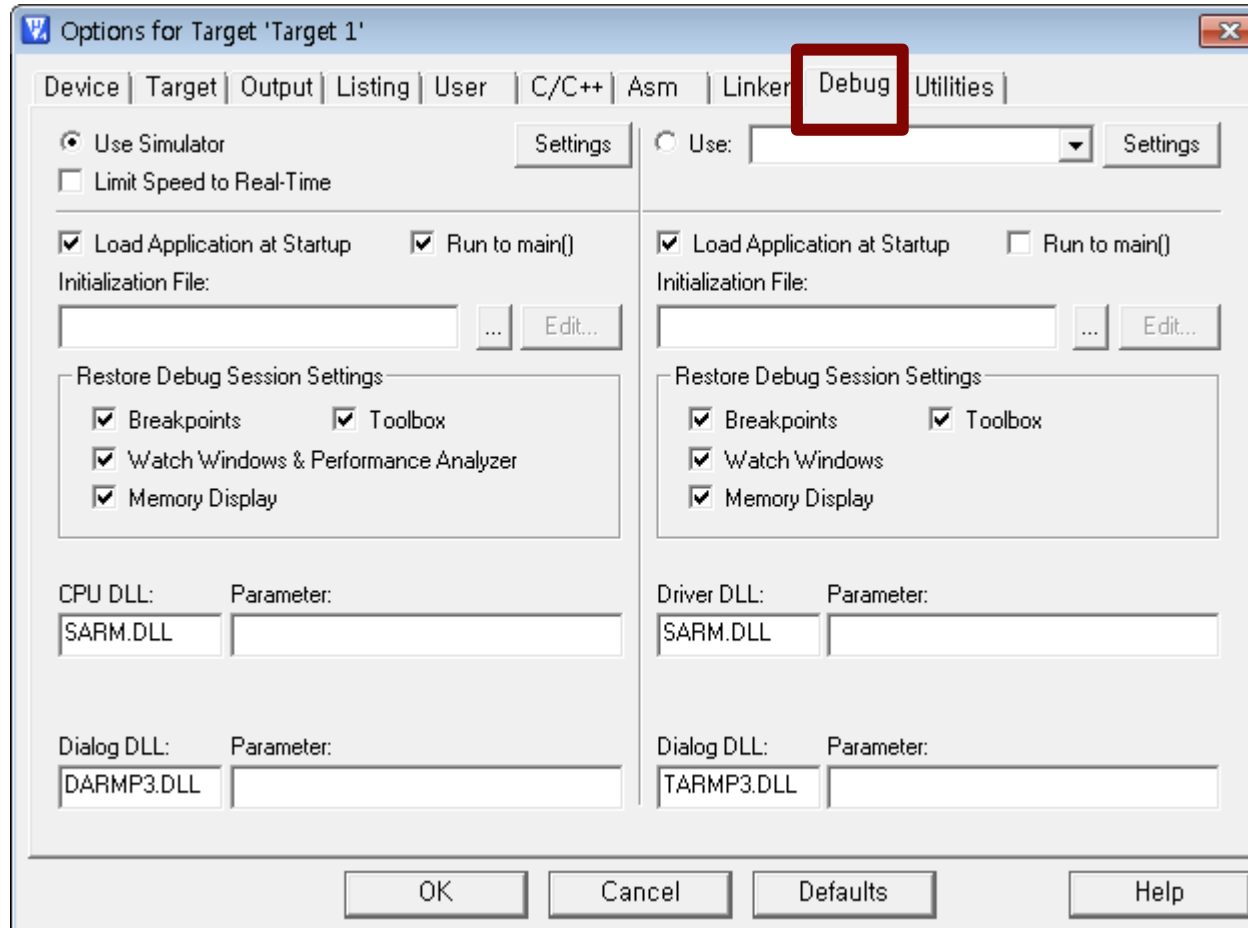 Options for Target 'Target 1'
Device Target Output Listing User C/C++ Asm Linker Debug Utilities
Use Simulator Settings Use: Settings
Limit Speed to Real-Time
Load Application at Startup Run to main() Load Application at Startup Run to main()
Initialization File: Initialization File:
... Edit... ... Edit...
Restore Debug Session Settings Restore Debug Session Settings
Breakpoints Toolbox Breakpoints Toolbox
Watch Windows & Performance Analyzer Watch Windows
Memory Display Memory Display
CPU DLL: Parameter: Driver DLL: Parameter:
SARM.DLL SARM.DLL
Dialog DLL: Parameter: Dialog DLL: Parameter:
DARMP3.DLL TARMP3.DLL
OK Cancel Defaults Help